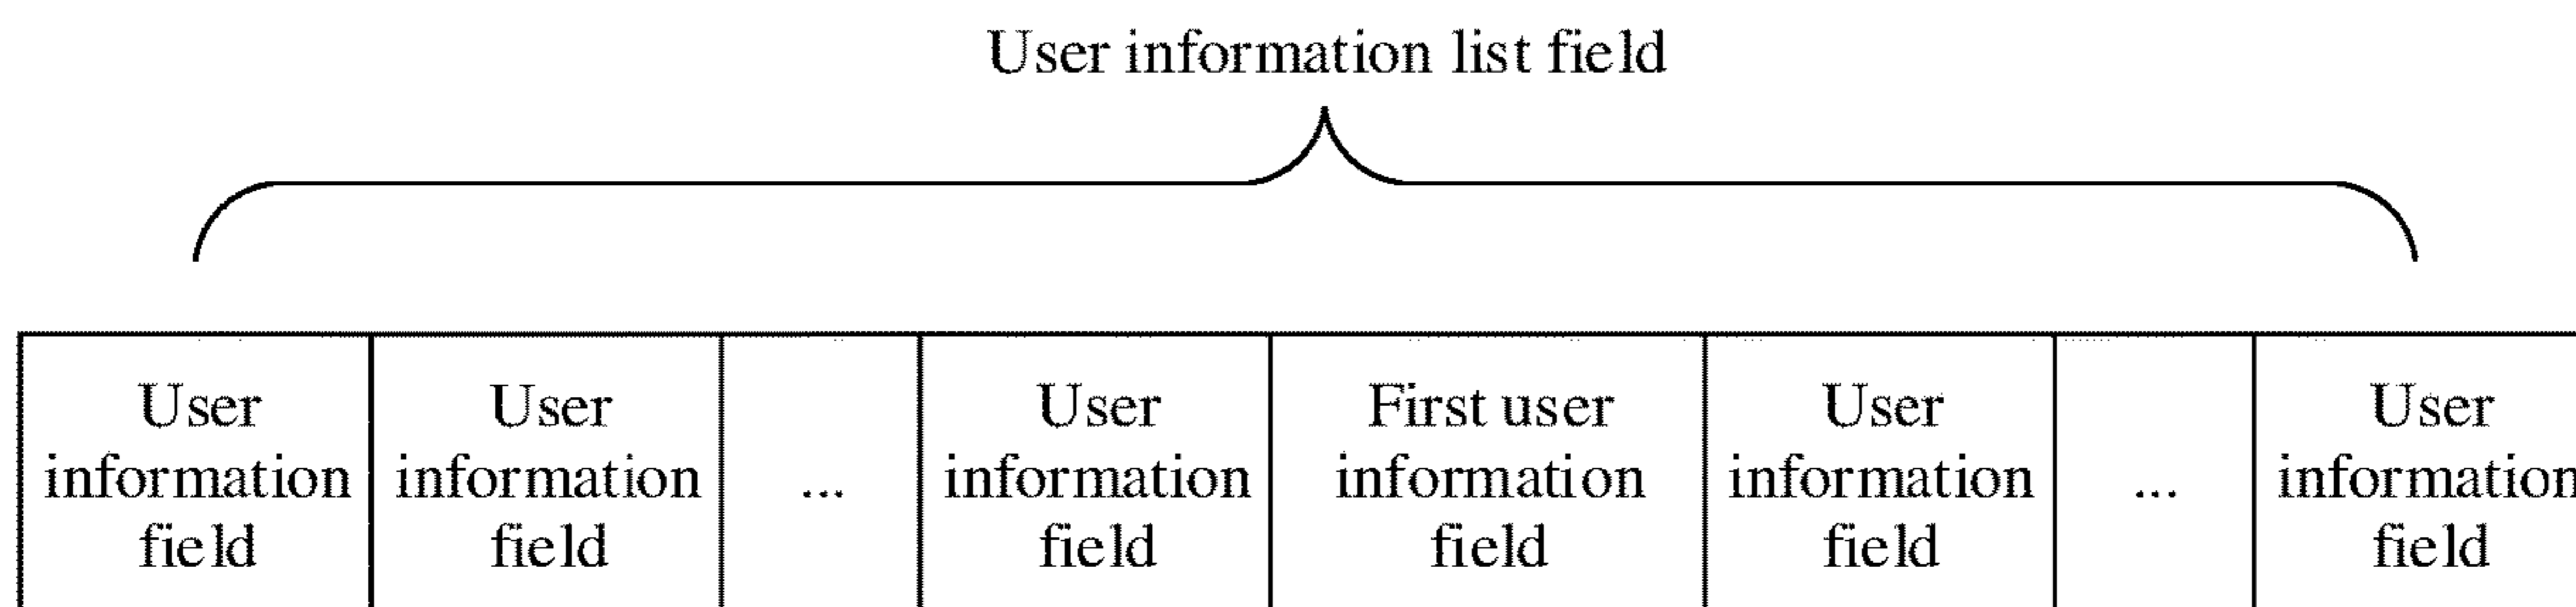 User information list field
User
information
field
User
information
field
...
User
information
field
First user
information
field
User
information
field
...
User
information
field